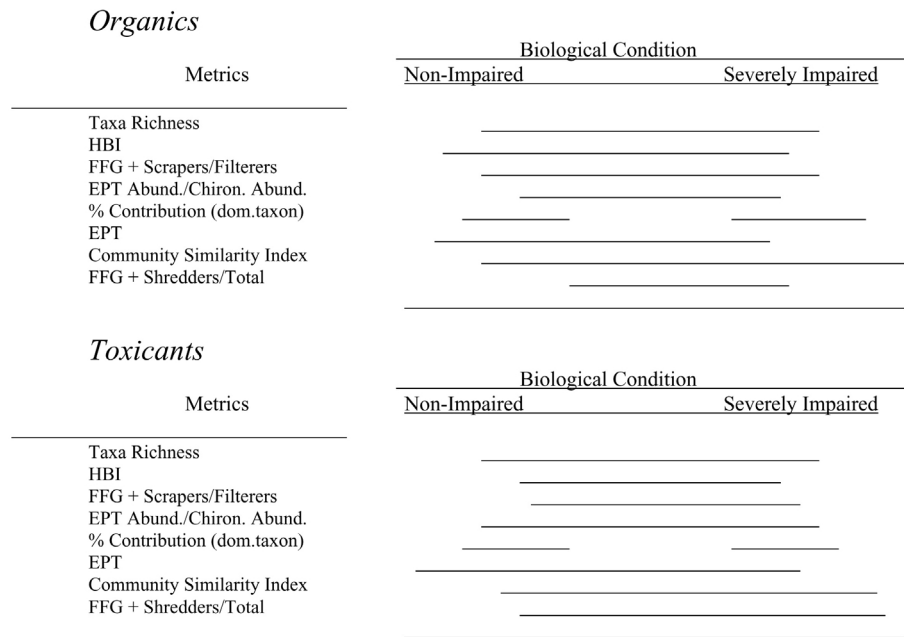 Organics
Biological Condition
Metrics Non-Impaired Severely Impaired
Taxa Richness
HBI
FFG + Scrapers/Filterers
EPT Abund./Chiron. Abund.
% Contribution (dom.taxon)
EPT
Community Similarity Index
FFG + Shredders/Total
Toxicants
Biological Condition
Metrics Non-Impaired Severely Impaired
Taxa Richness
HBI
FFG + Scrapers/Filterers
EPT Abund./Chiron. Abund.
% Contribution (dom.taxon)
EPT
Community Similarity Index
FFG + Shredders/Total